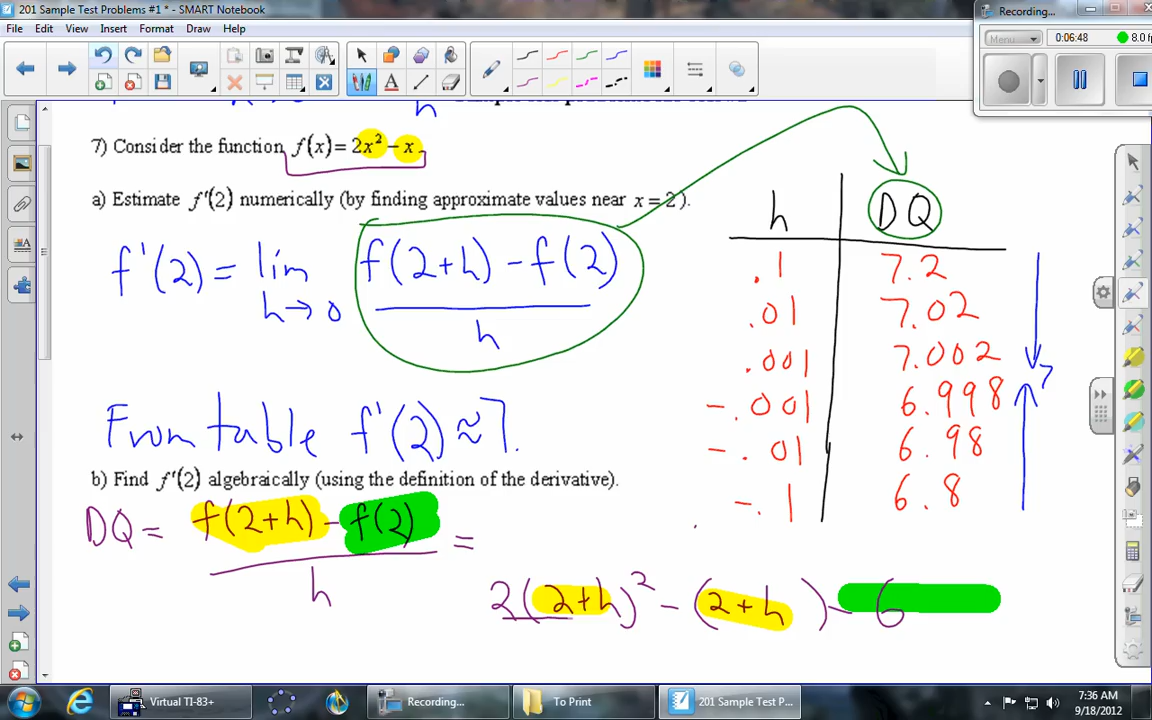 201 Sample Test Problems #1 * - SMART Notebook
Recording...
File Edit View Insert Format Draw Help
Menu
0:06:48
8.0 f
h
7) Consider the function f(x) = 2x² − x
a) Estimate f′(2) numerically (by finding approximate values near x = 2 ).
h DQ
f'(2) = lim h→0 f(2+h) − f(2) / h
.1 7.2
.01 7.02
.001 7.002
7
-.001 6.998
-.01 6.98
-.1 6.8
From table f'(2) ≈ 7.
b) Find f′(2) algebraically (using the definition of the derivative).
DQ = f(2+h) − f(2) / h =
2(2+h)² − (2+h) − 6
Virtual TI-83+
Recording...
To Print
201 Sample Test P...
7:36 AM
9/18/2012